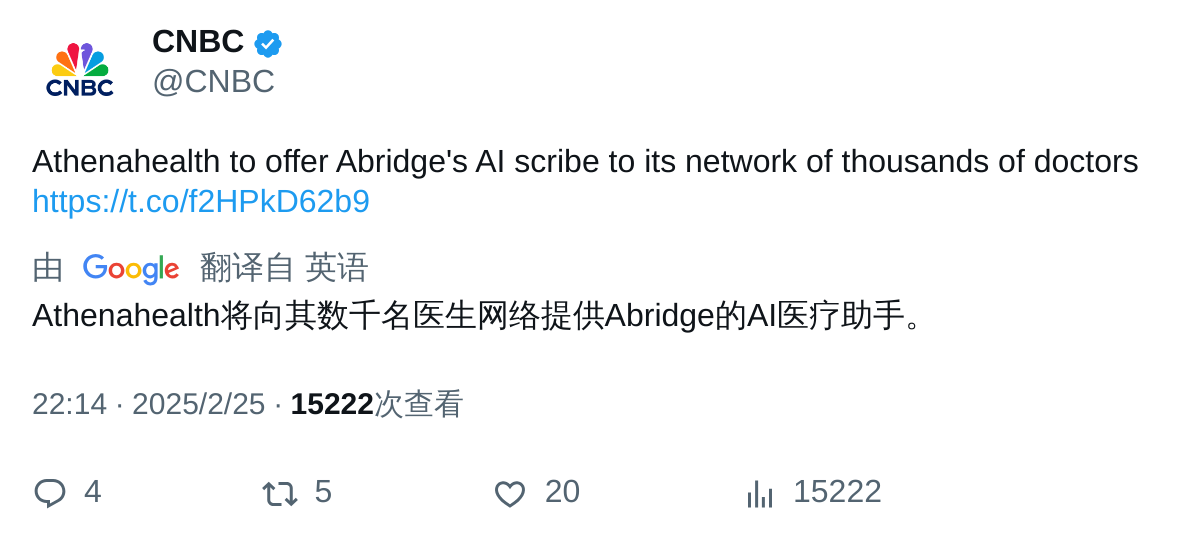 CNBC
CNBC
@CNBC
Athenahealth to offer Abridge's AI scribe to its network of thousands of doctors
https://t.co/f2HPkD62b9
由 Google 翻译自 英语
Athenahealth将向其数千名医生网络提供Abridge的AI医疗助手。
22:14 · 2025/2/25 · 15222次查看
4 5 20 15222